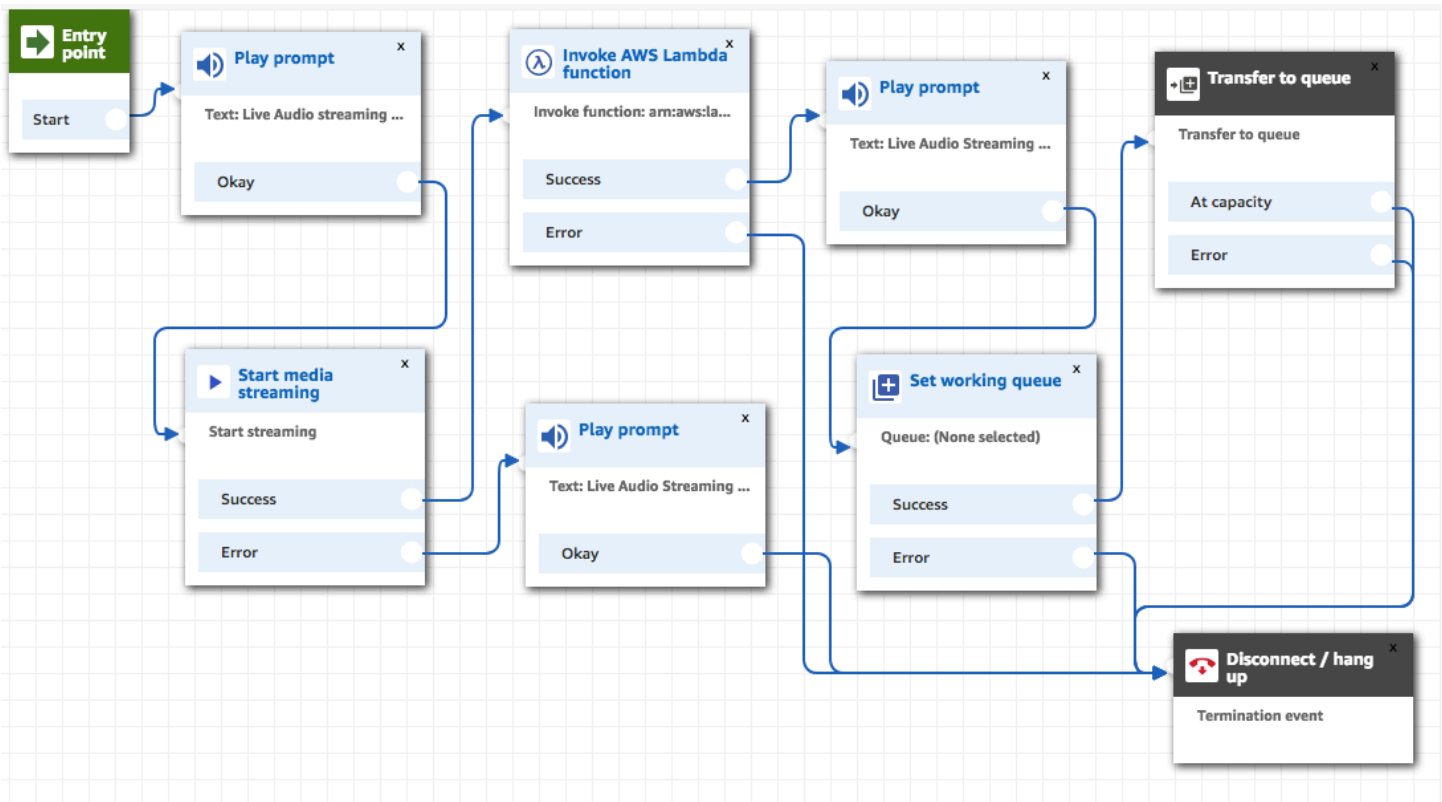 Entry
point
Start
Play prompt
x
Text: Live Audio streaming ...
Okay
Invoke AWS Lambda
function
x
Invoke function: arn:aws:la...
Success
Error
Play prompt
x
Text: Live Audio Streaming ...
Okay
Transfer to queue
x
Transfer to queue
At capacity
Error
Start media
streaming
x
Start streaming
Success
Error
Play prompt
x
Text: Live Audio Streaming ...
Okay
Set working queue
x
Queue: (None selected)
Success
Error
Disconnect / hang
up
x
Termination event